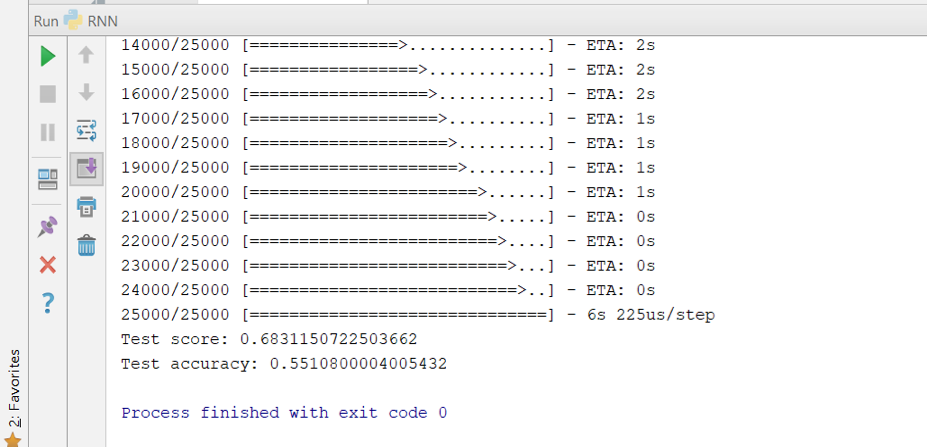 Run RNN
14000/25000 [===============>..............] - ETA: 2s
15000/25000 [=================>............] - ETA: 2s
16000/25000 [==================>...........] - ETA: 2s
17000/25000 [===================>..........] - ETA: 1s
18000/25000 [====================>.........] - ETA: 1s
19000/25000 [=====================>........] - ETA: 1s
20000/25000 [=======================>......] - ETA: 1s
21000/25000 [========================>.....] - ETA: 0s
22000/25000 [=========================>....] - ETA: 0s
23000/25000 [==========================>...] - ETA: 0s
24000/25000 [===========================>..] - ETA: 0s
25000/25000 [==============================] - 6s 225us/step
Test score: 0.6831150722503662
Test accuracy: 0.5510800004005432
Process finished with exit code 0
2: Favorites